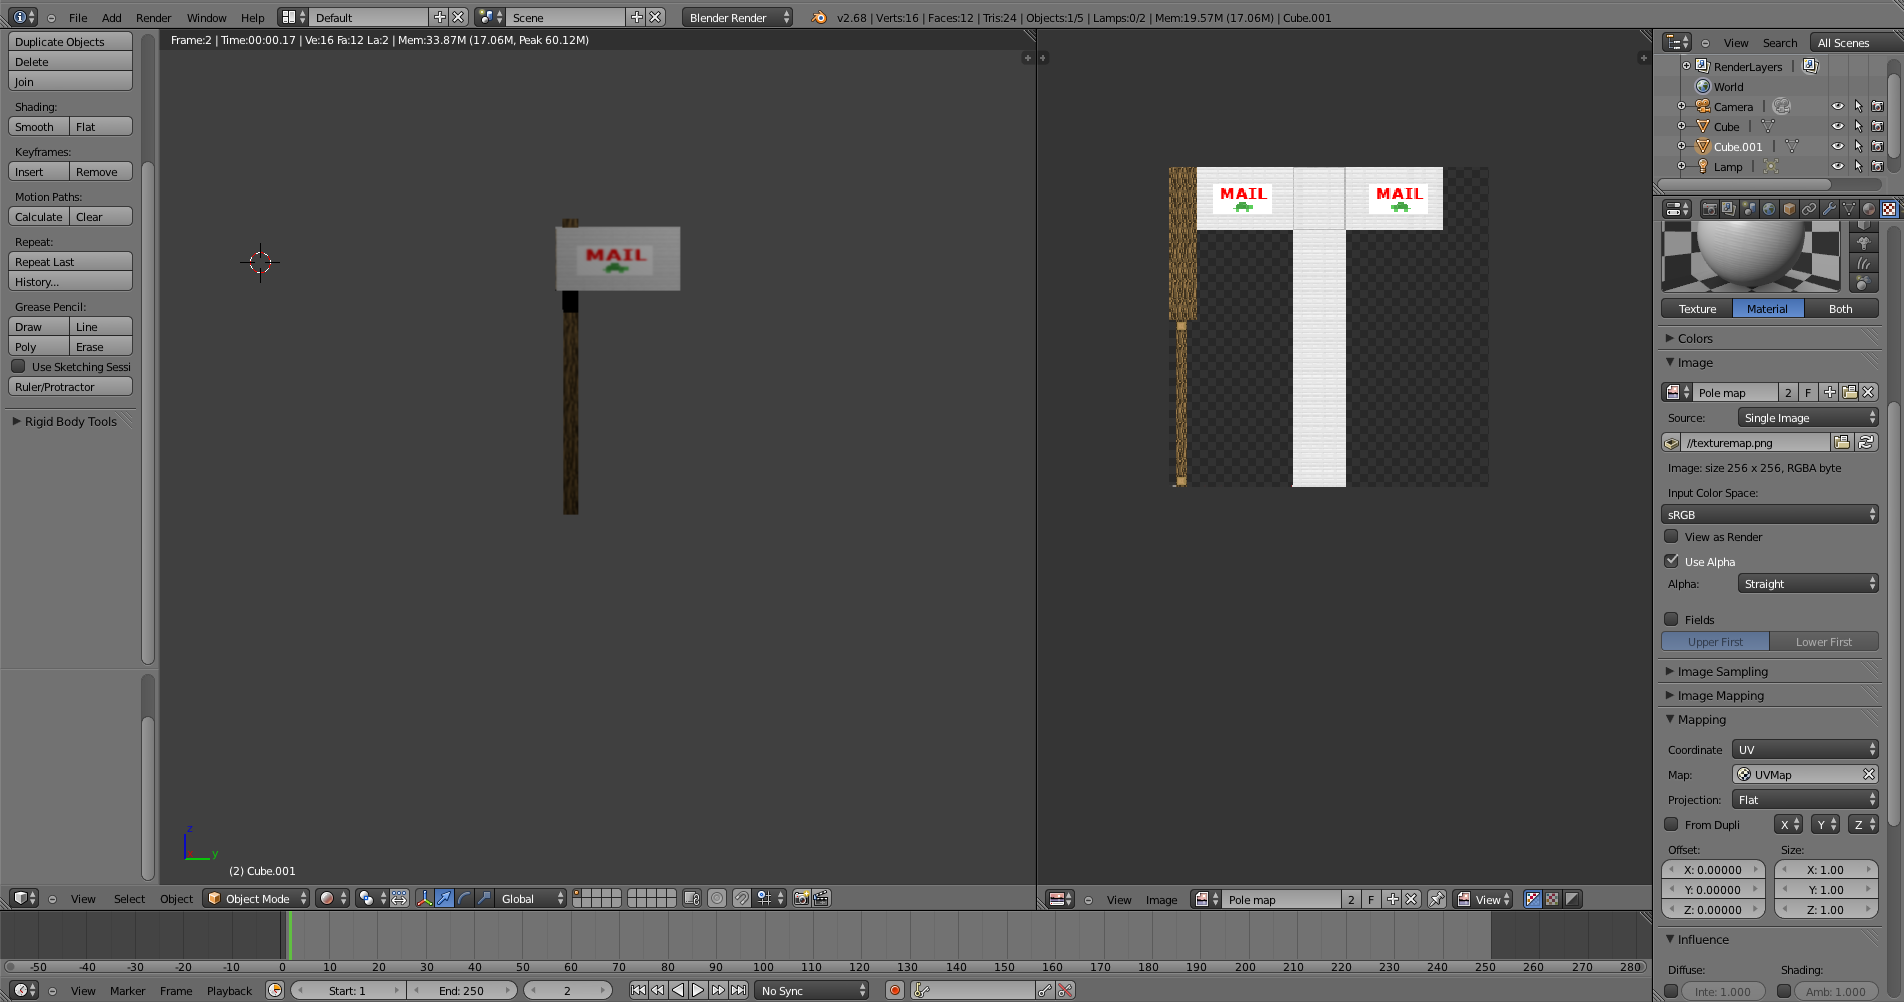 File Add Render Window Help Default Scene Blender Render v2.68 | Verts:16 | Faces:12 | Tris:24 | Objects:1/5 | Lamps:0/2 | Mem:19.57M (17.06M) | Cube.001
Duplicate Objects
Delete
Join
Shading:
Smooth Flat
Keyframes:
Insert Remove
Motion Paths:
Calculate Clear
Repeat:
Repeat Last
History...
Grease Pencil:
Draw Line
Poly Erase
Use Sketching Sessi
Ruler/Protractor
Rigid Body Tools
Frame:2 | Time:00:00.17 | Ve:16 Fa:12 La:2 | Mem:33.87M (17.06M, Peak 60.12M)
MAIL
z
y
(2) Cube.001
View Select Object Object Mode Global
MAIL MAIL
View Image Pole map 2 F View
View Search All Scenes
RenderLayers |
World
Camera |
Cube |
Cube.001 |
Lamp |
Texture Material Both
Colors
Image
Pole map 2 F
Source: Single Image
//texturemap.png
Image: size 256 x 256, RGBA byte
Input Color Space:
sRGB
View as Render
Use Alpha
Alpha: Straight
Fields
Upper First Lower First
Image Sampling
Image Mapping
Mapping
Coordinate UV
Map: UVMap
Projection: Flat
From Dupli X Y Z
Offset: Size:
X: 0.00000 X: 1.00
Y: 0.00000 Y: 1.00
Z: 0.00000 Z: 1.00
Influence
Diffuse: Shading:
Inte: 1.000 Amb: 1.000
-50 -40 -30 -20 -10 0 10 20 30 40 50 60 70 80 90 100 110 120 130 140 150 160 170 180 190 200 210 220 230 240 250 260 270 280
View Marker Frame Playback Start: 1 End: 250 2 No Sync